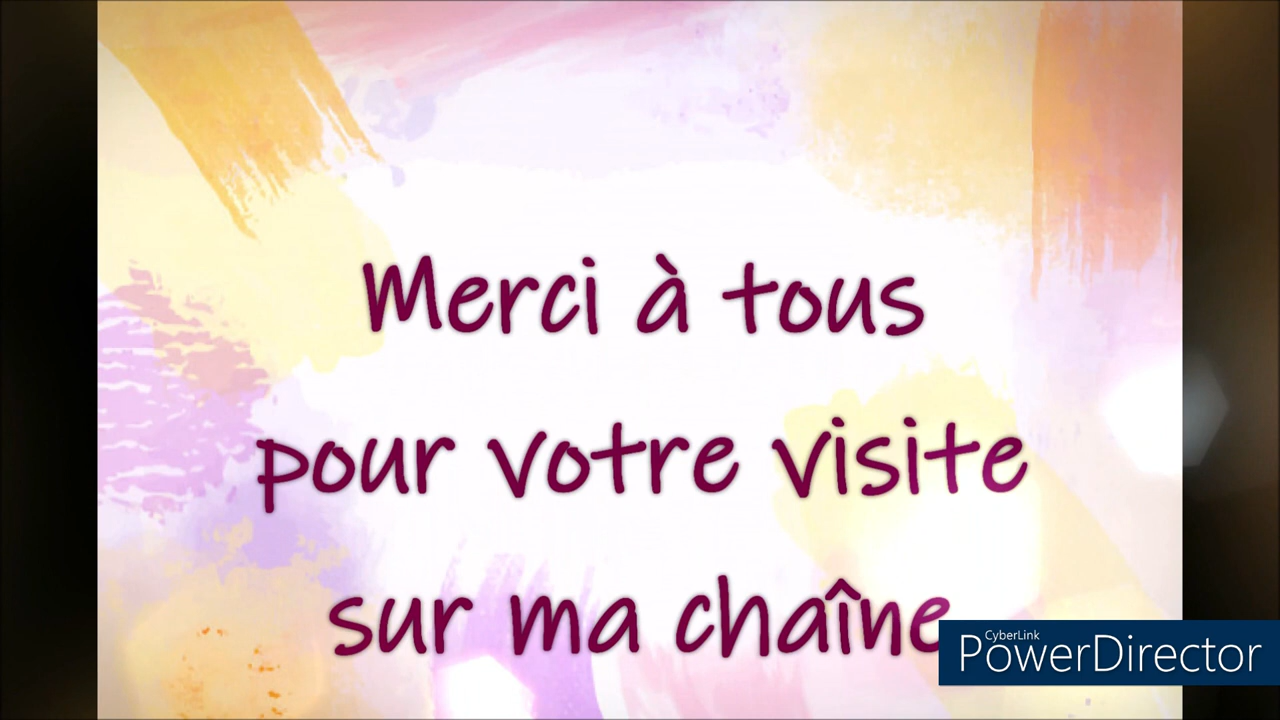 Merci à tous
pour votre visite
sur ma chaîne
CyberLink
PowerDirector